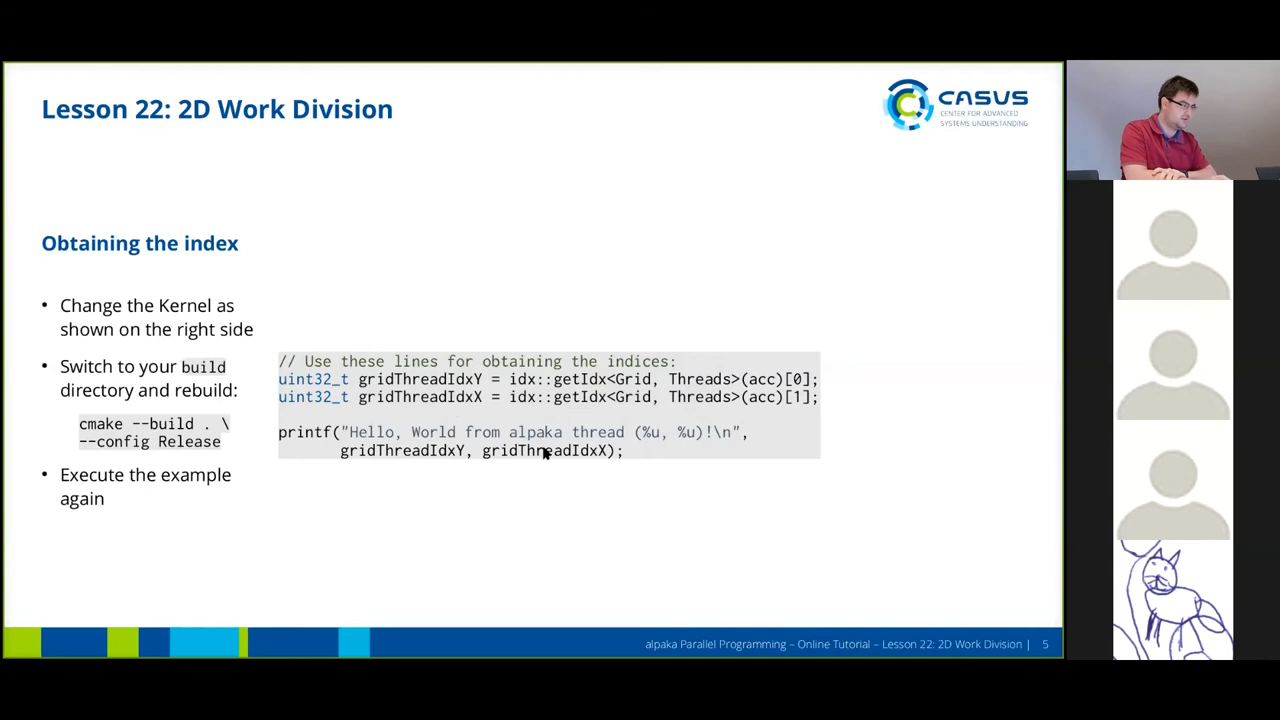 Lesson 22: 2D Work Division
CASUS
CENTER FOR ADVANCED
SYSTEMS UNDERSTANDING
Obtaining the index
• Change the Kernel as
shown on the right side
• Switch to your build
directory and rebuild:
cmake --build . \
--config Release
• Execute the example
again
// Use these lines for obtaining the indices:
uint32_t gridThreadIdxY = idx::getIdx<Grid, Threads>(acc)[0];
uint32_t gridThreadIdxX = idx::getIdx<Grid, Threads>(acc)[1];
printf("Hello, World from alpaka thread (%u, %u)!\n",
gridThreadIdxY, gridThreadIdxX);
alpaka Parallel Programming – Online Tutorial – Lesson 22: 2D Work Division | 5